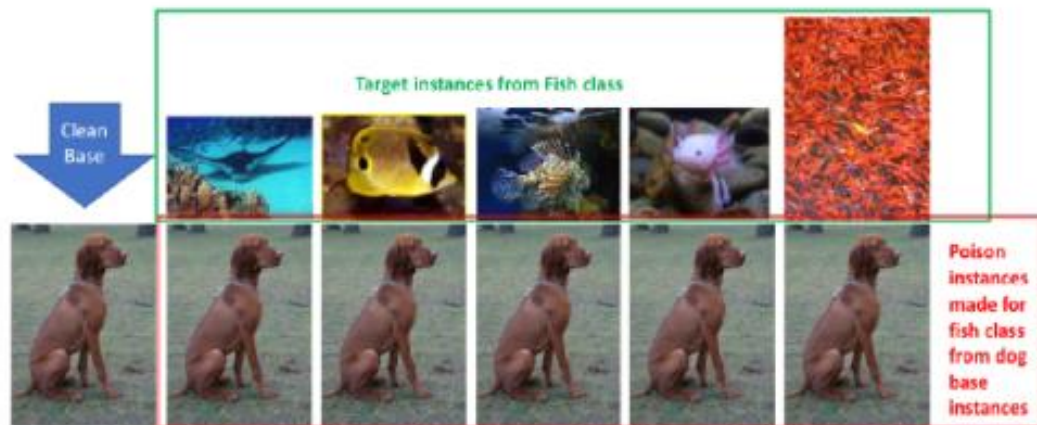 Target instances from Fish class
Clean
Base
Poison
instances
made for
fish class
from dog
base
instances